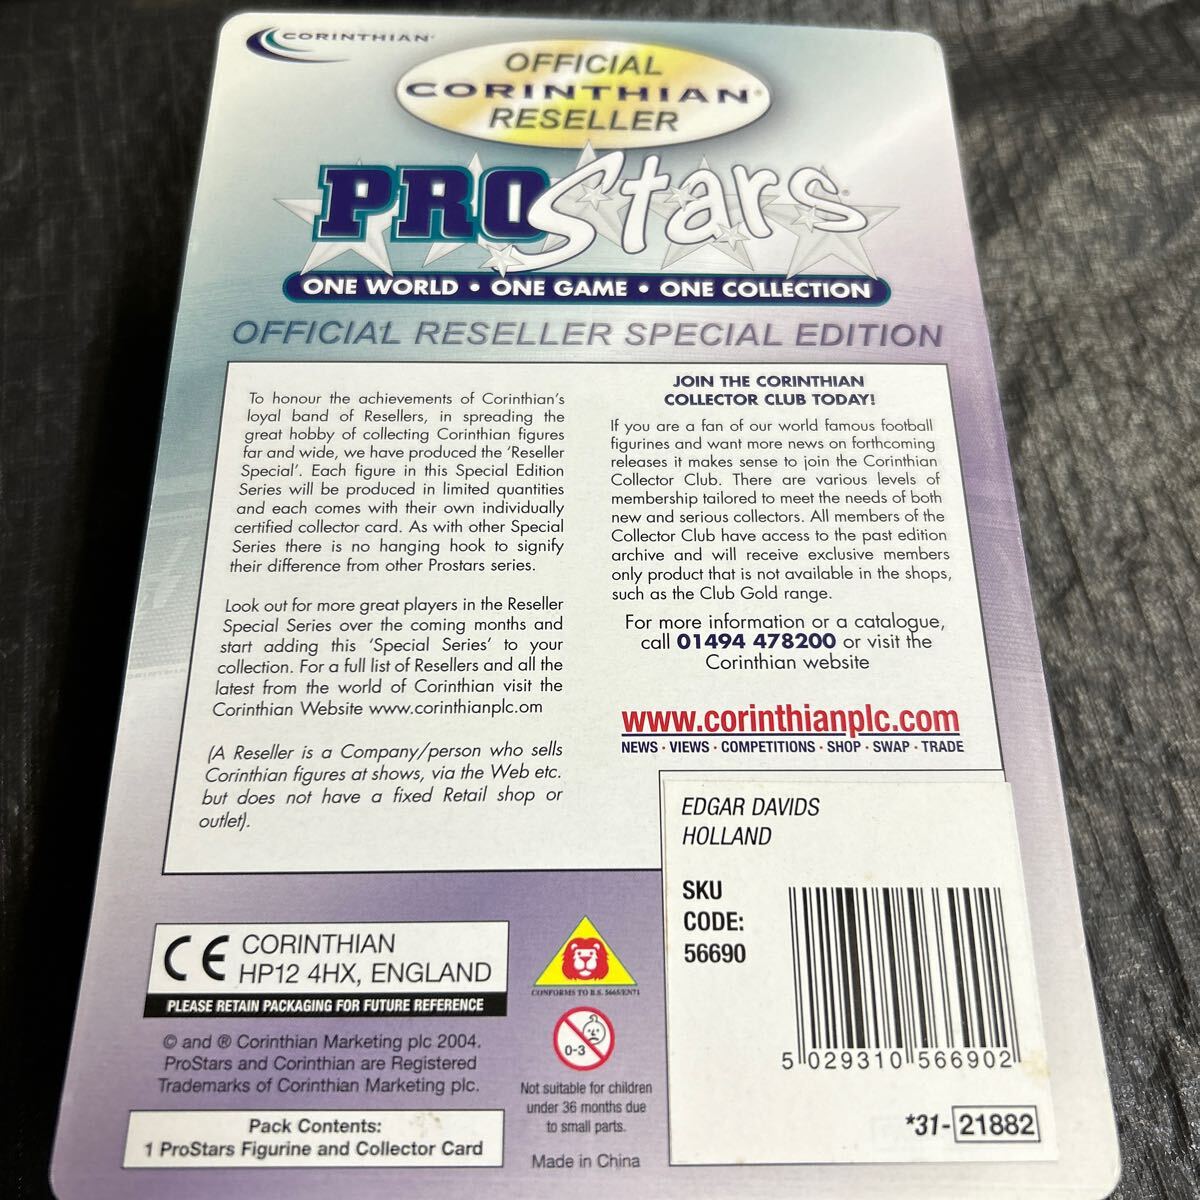 CORINTHIAN
OFFICIAL
CORINTHIAN®
RESELLER
PROStars®
ONE WORLD • ONE GAME • ONE COLLECTION
OFFICIAL RESELLER SPECIAL EDITION
To honour the achievements of Corinthian's
loyal band of Resellers, in spreading the
great hobby of collecting Corinthian figures
far and wide, we have produced the 'Reseller
Special'. Each figure in this Special Edition
Series will be produced in limited quantities
and each comes with their own individually
certified collector card. As with other Special
Series there is no hanging hook to signify
their difference from other Prostars series.
Look out for more great players in the Reseller
Special Series over the coming months and
start adding this 'Special Series' to your
collection. For a full list of Resellers and all the
latest from the world of Corinthian visit the
Corinthian Website www.corinthianplc.om
(A Reseller is a Company/person who sells
Corinthian figures at shows, via the Web etc.
but does not have a fixed Retail shop or
outlet).
JOIN THE CORINTHIAN
COLLECTOR CLUB TODAY!
If you are a fan of our world famous football
figurines and want more news on forthcoming
releases it makes sense to join the Corinthian
Collector Club. There are various levels of
membership tailored to meet the needs of both
new and serious collectors. All members of the
Collector Club have access to the past edition
archive and will receive exclusive members
only product that is not available in the shops,
such as the Club Gold range.
For more information or a catalogue,
call 01494 478200 or visit the
Corinthian website
www.corinthianplc.com
NEWS · VIEWS · COMPETITIONS · SHOP · SWAP · TRADE
EDGAR DAVIDS
HOLLAND
SKU
CODE:
56690
5 029310 566902
*31-21882
CE CORINTHIAN
HP12 4HX, ENGLAND
PLEASE RETAIN PACKAGING FOR FUTURE REFERENCE
© and ® Corinthian Marketing plc 2004.
ProStars and Corinthian are Registered
Trademarks of Corinthian Marketing plc.
Pack Contents:
1 ProStars Figurine and Collector Card
CONFORMS TO B.S. 5665/EN71
0-3
Not suitable for children
under 36 months due
to small parts.
Made in China